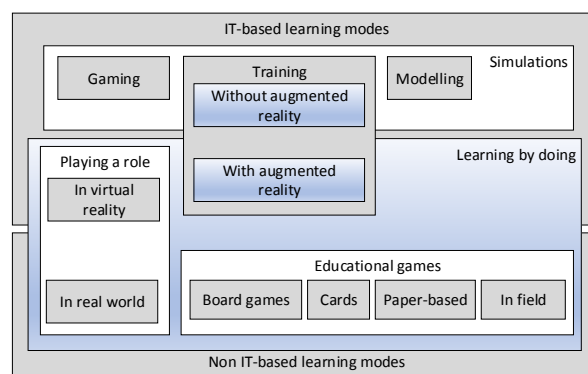 IT-based learning modes
Simulations
Gaming
Training
Modelling
Without augmented
reality
Learning by doing
Playing a role
With augmented
reality
In virtual
reality
Educational games
In real world
Board games
Cards
Paper-based
In field
Non IT-based learning modes